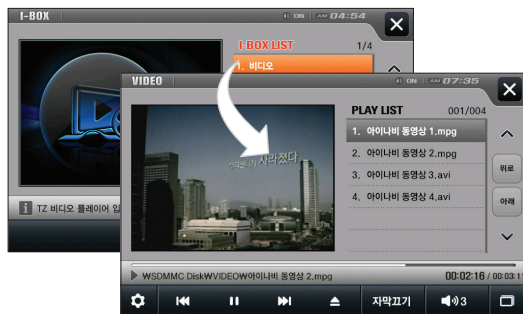 I-BOX
ON AM 04:54
I-BOX LIST 1/4
1. 비디오
TZ 비디오 플레이어 입
VIDEO
ON AM 07:35
PLAY LIST 001/004
1. 아이나비 동영상 1.mpg
2. 아이나비 동영상 2.mpg
3. 아이나비 동영상 3.avi
4. 아이나비 동영상 4.avi
위로
아래
사라졌다
₩SDMMC Disk₩VIDEO₩아이나비 동영상 2.mpg
00:02:16 / 00:03:11
자막끄기
3